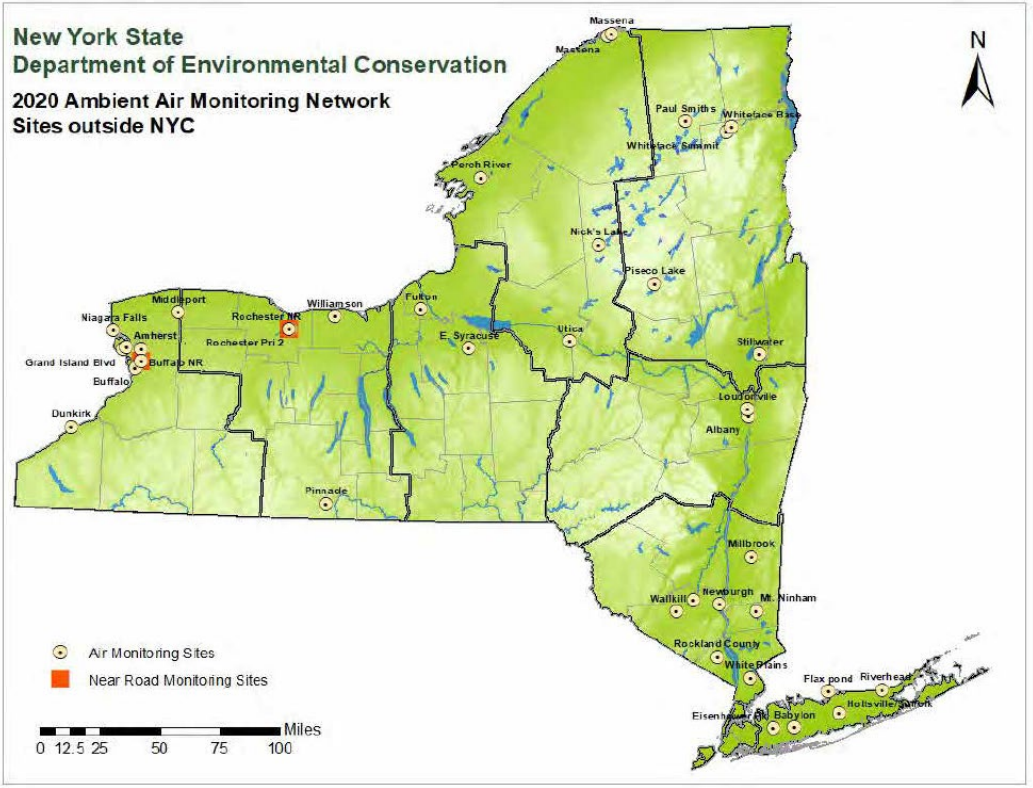 New York State
Department of Environmental Conservation
2020 Ambient Air Monitoring Network
Sites outside NYC
N
Massena
Massena
Paul Smiths
Whiteface Base
Whiteface Summit
Perch River
Nick's Lake
Piseco Lake
Middleport
Williamson
Fulton
Niagara Falls
Rochester NR
Amherst
Rochester Pri 2
E. Syracuse
Utica
Stillwater
Grand Island Blvd
Buffalo NR
Buffalo
Dunkirk
Loudonville
Albany
Pinnacle
Millbrook
Wallkill
Newburgh
Mt. Ninham
Rockland County
White Plains
Flax pond
Riverhead
Holtsville/Suffolk
Eisenhower
Babylon
Air Monitoring Sites
Near Road Monitoring Sites
Miles
0 12.5 25 50 75 100